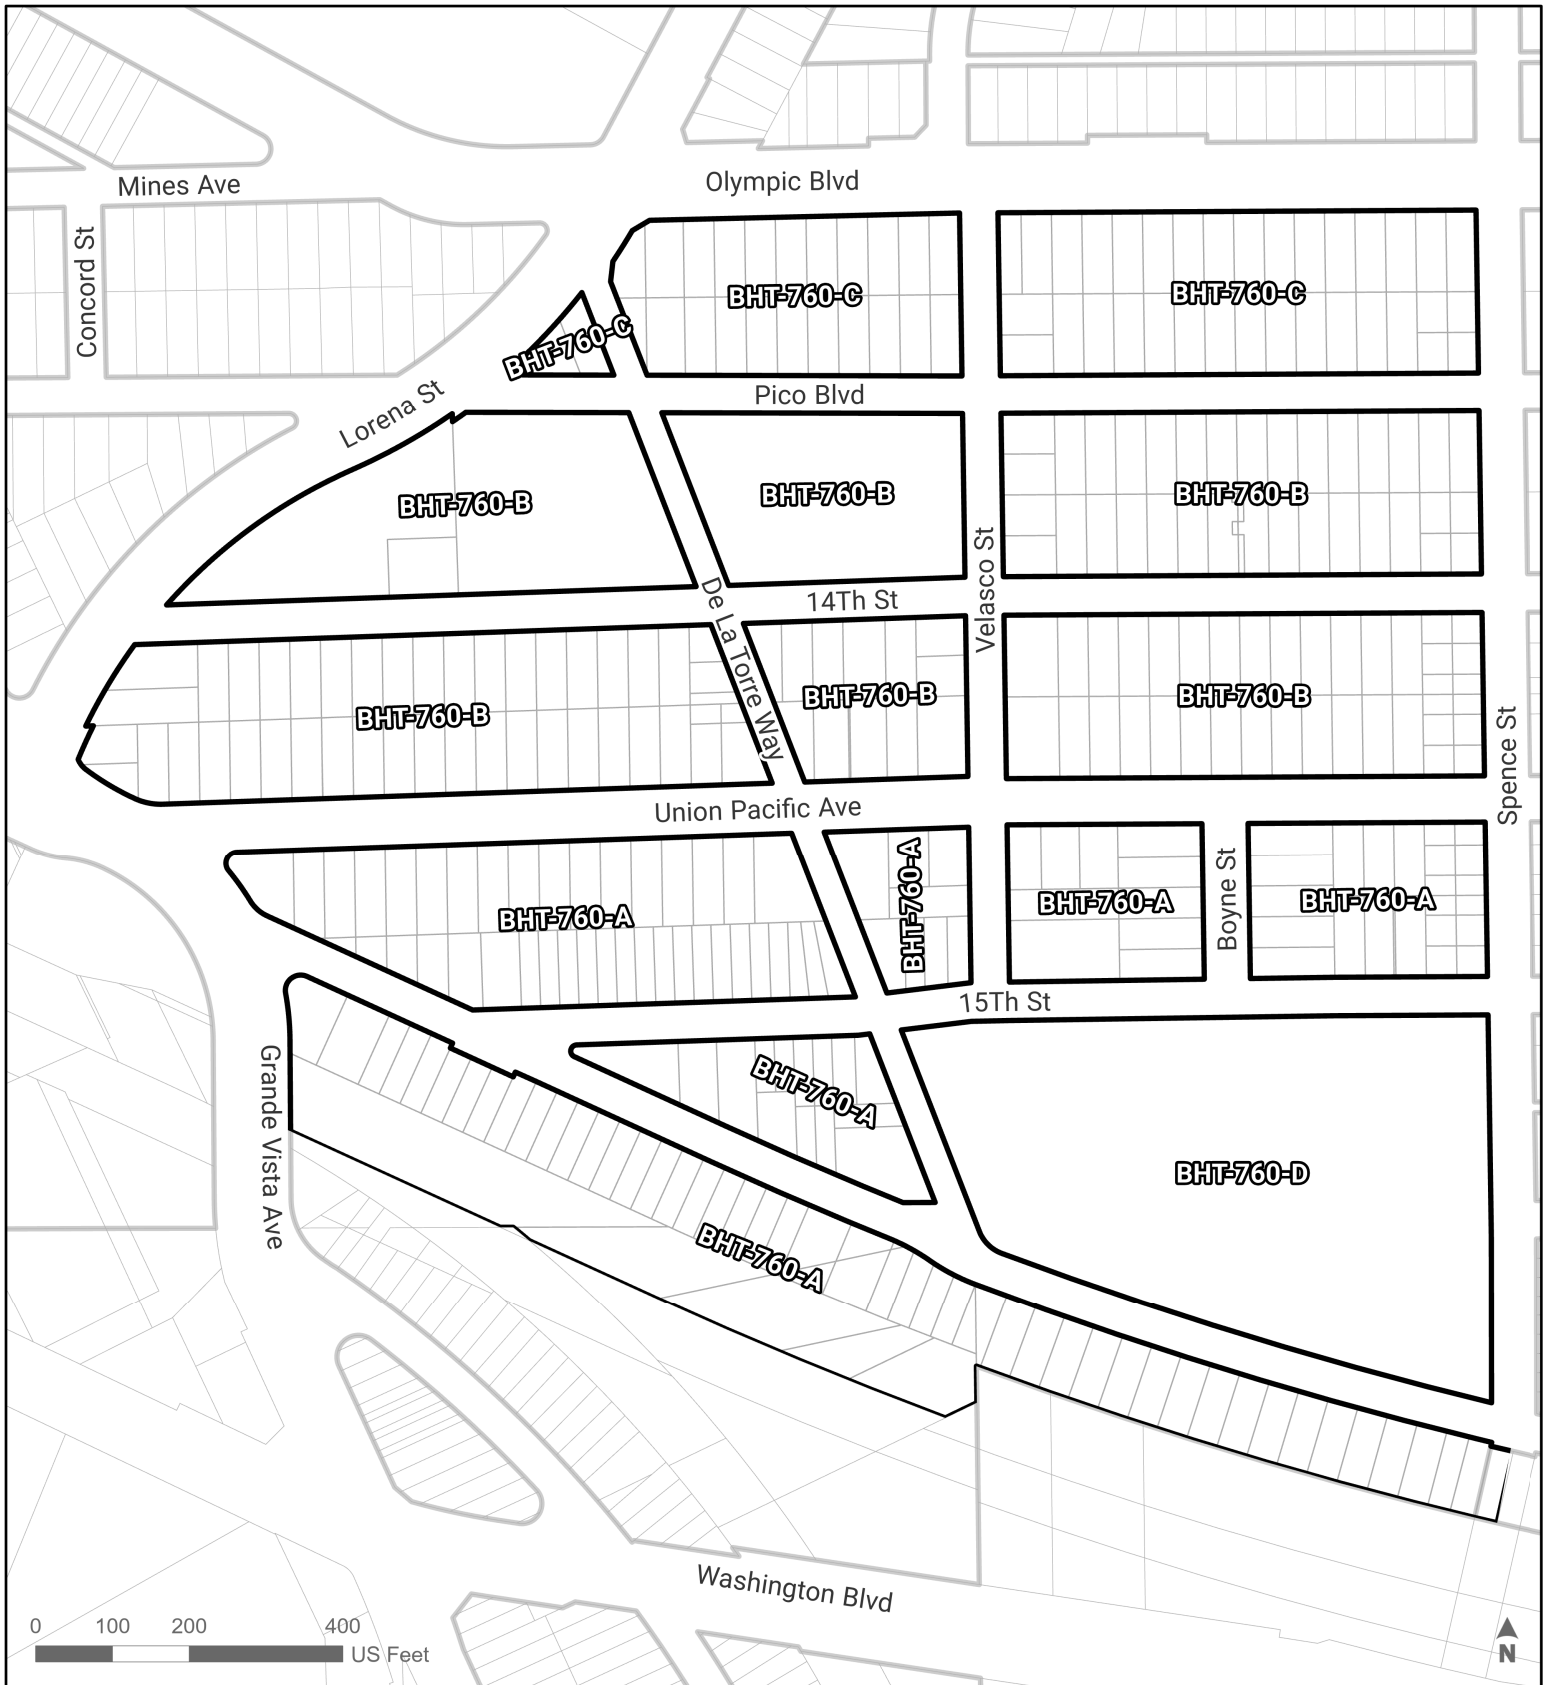 Mines Ave
Olympic Blvd
Concord St
BHT-760-C
BHT-760-C
BHT-760-C
Lorena St
Pico Blvd
BHT-760-B
BHT-760-B
BHT-760-B
De La Torre Way
14Th St
Velasco St
BHT-760-B
BHT-760-B
BHT-760-B
Spence St
Union Pacific Ave
BHT-760-A
BHT-760-A
BHT-760-A
Boyne St
BHT-760-A
15Th St
Grande Vista Ave
BHT-760-A
BHT-760-D
BHT-760-A
Washington Blvd
0 100 200 400
US Feet
N